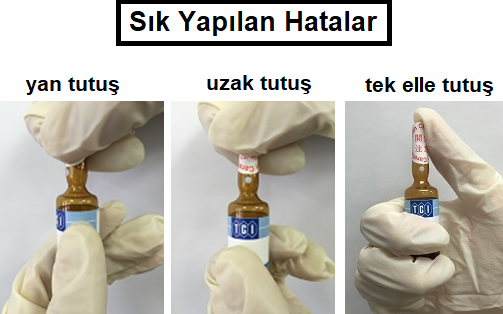 Sık Yapılan Hatalar
yan tutuş
uzak tutuş
tek elle tutuş
TCI
TCI
TCI